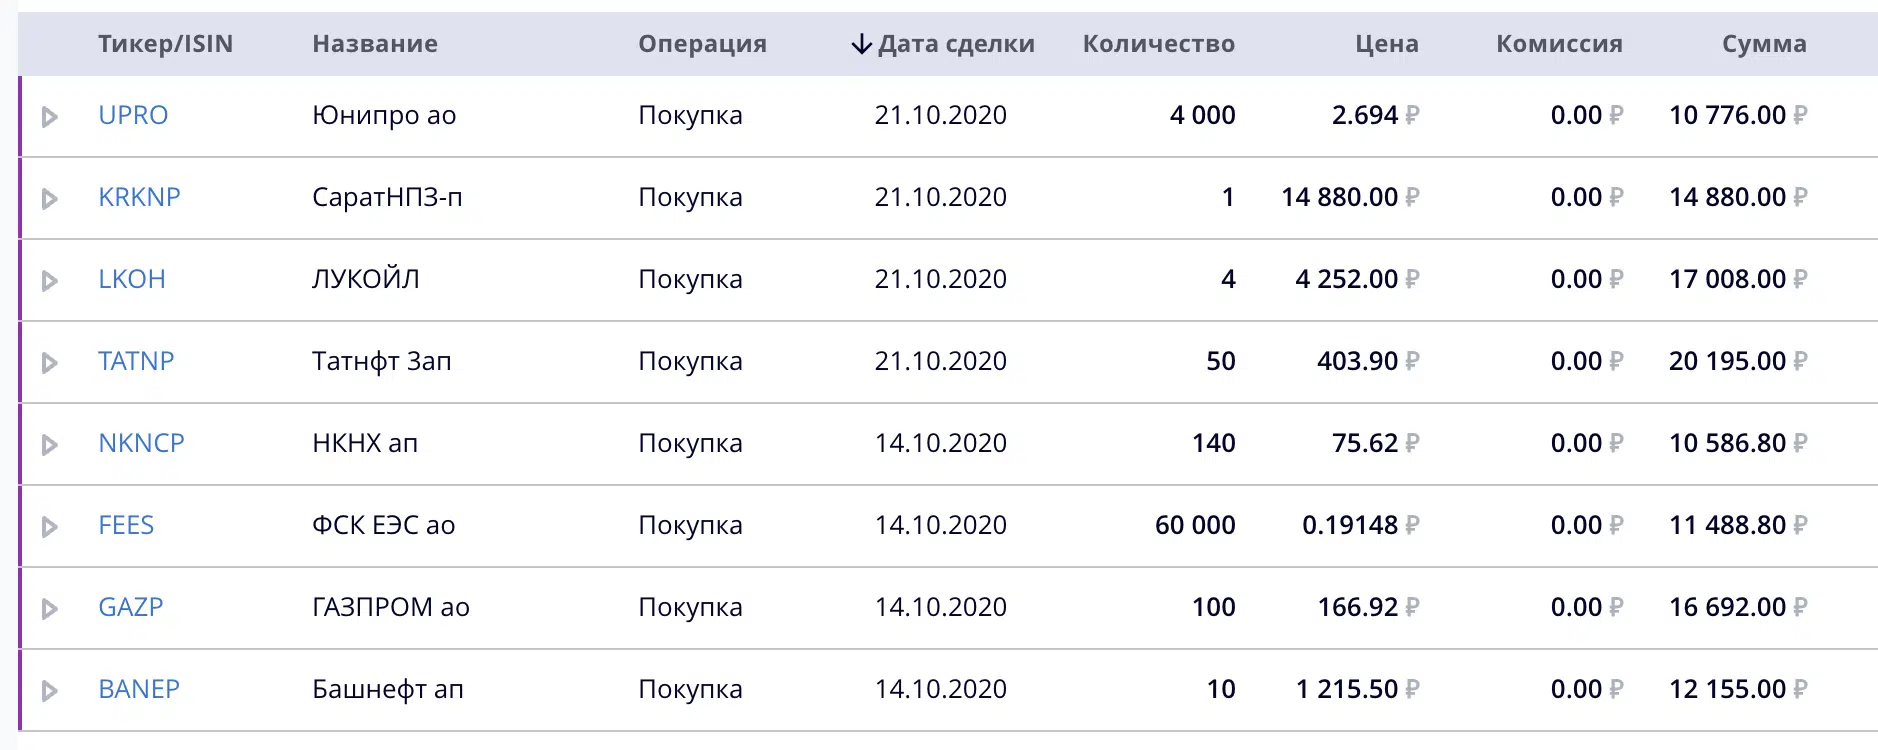 Тикер/ISIN Название Операция ↓ Дата сделки Количество Цена Комиссия Сумма
UPRO Юнипро ао Покупка 21.10.2020 4 000 2.694 ₽ 0.00 ₽ 10 776.00 ₽
KRKNP СаратНПЗ-п Покупка 21.10.2020 1 14 880.00 ₽ 0.00 ₽ 14 880.00 ₽
LKOH ЛУКОЙЛ Покупка 21.10.2020 4 4 252.00 ₽ 0.00 ₽ 17 008.00 ₽
TATNP Татнфт 3ап Покупка 21.10.2020 50 403.90 ₽ 0.00 ₽ 20 195.00 ₽
NKNCP НКНХ ап Покупка 14.10.2020 140 75.62 ₽ 0.00 ₽ 10 586.80 ₽
FEES ФСК ЕЭС ао Покупка 14.10.2020 60 000 0.19148 ₽ 0.00 ₽ 11 488.80 ₽
GAZP ГАЗПРОМ ао Покупка 14.10.2020 100 166.92 ₽ 0.00 ₽ 16 692.00 ₽
BANEP Башнефт ап Покупка 14.10.2020 10 1 215.50 ₽ 0.00 ₽ 12 155.00 ₽